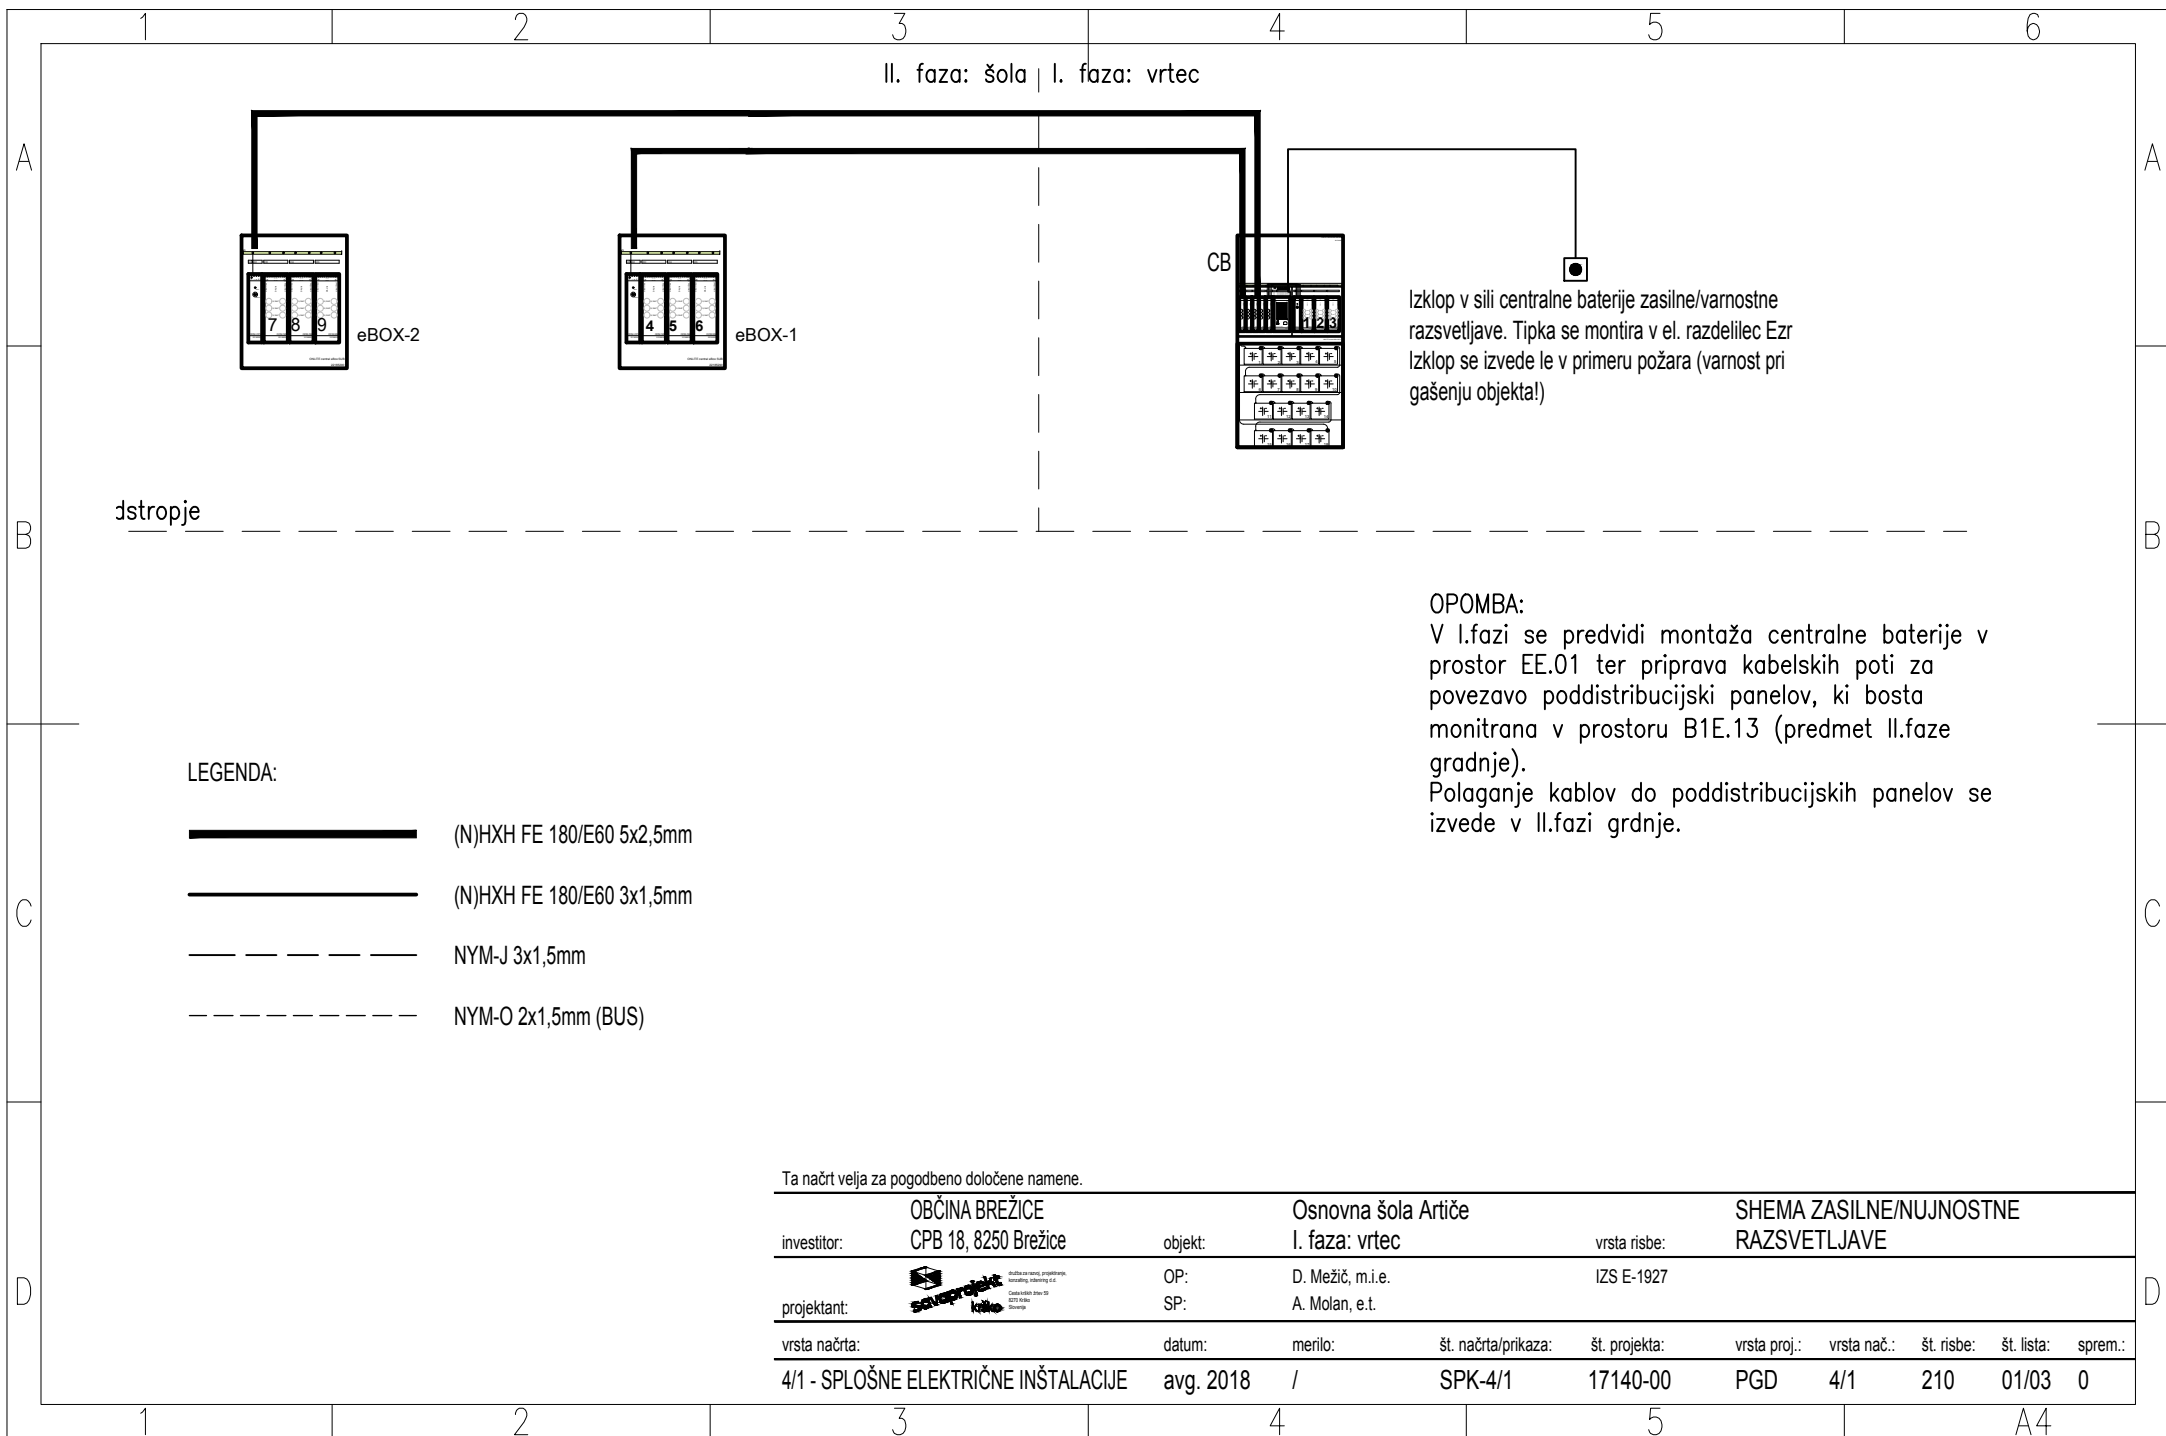 1 2 3 4 5 6
II. faza: šola I. faza: vrtec
A A
CB
7 8 9
eBOX-2
4 5 6
eBOX-1
1 2 3
Izklop v sili centralne baterije zasilne/varnostne
razsvetljave. Tipka se montira v el. razdelilec Ezr
Izklop se izvede le v primeru požara (varnost pri
gašenju objekta!)
dstropje
B B
OPOMBA:
V I.fazi se predvidi montaža centralne baterije v
prostor EE.01 ter priprava kabelskih poti za
povezavo poddistribucijski panelov, ki bosta
monitrana v prostoru B1E.13 (predmet II.faze
gradnje).
Polaganje kablov do poddistribucijskih panelov se
izvede v II.fazi grdnje.
LEGENDA:
(N)HXH FE 180/E60 5x2,5mm
(N)HXH FE 180/E60 3x1,5mm
C C
NYM-J 3x1,5mm
NYM-O 2x1,5mm (BUS)
Ta načrt velja za pogodbeno določene namene.
OBČINA BREŽICE Osnovna šola Artiče SHEMA ZASILNE/NUJNOSTNE
investitor: CPB 18, 8250 Brežice objekt: I. faza: vrtec vrsta risbe: RAZSVETLJAVE
D D
OP: D. Mežič, m.i.e. IZS E-1927
projektant: savaprojekt krško SP: A. Molan, e.t.
vrsta načrta: datum: merilo: št. načrta/prikaza: št. projekta: vrsta proj.: vrsta nač.: št. risbe: št. lista: sprem.:
4/1 - SPLOŠNE ELEKTRIČNE INŠTALACIJE avg. 2018 / SPK-4/1 17140-00 PGD 4/1 210 01/03 0
1 2 3 4 5 A4